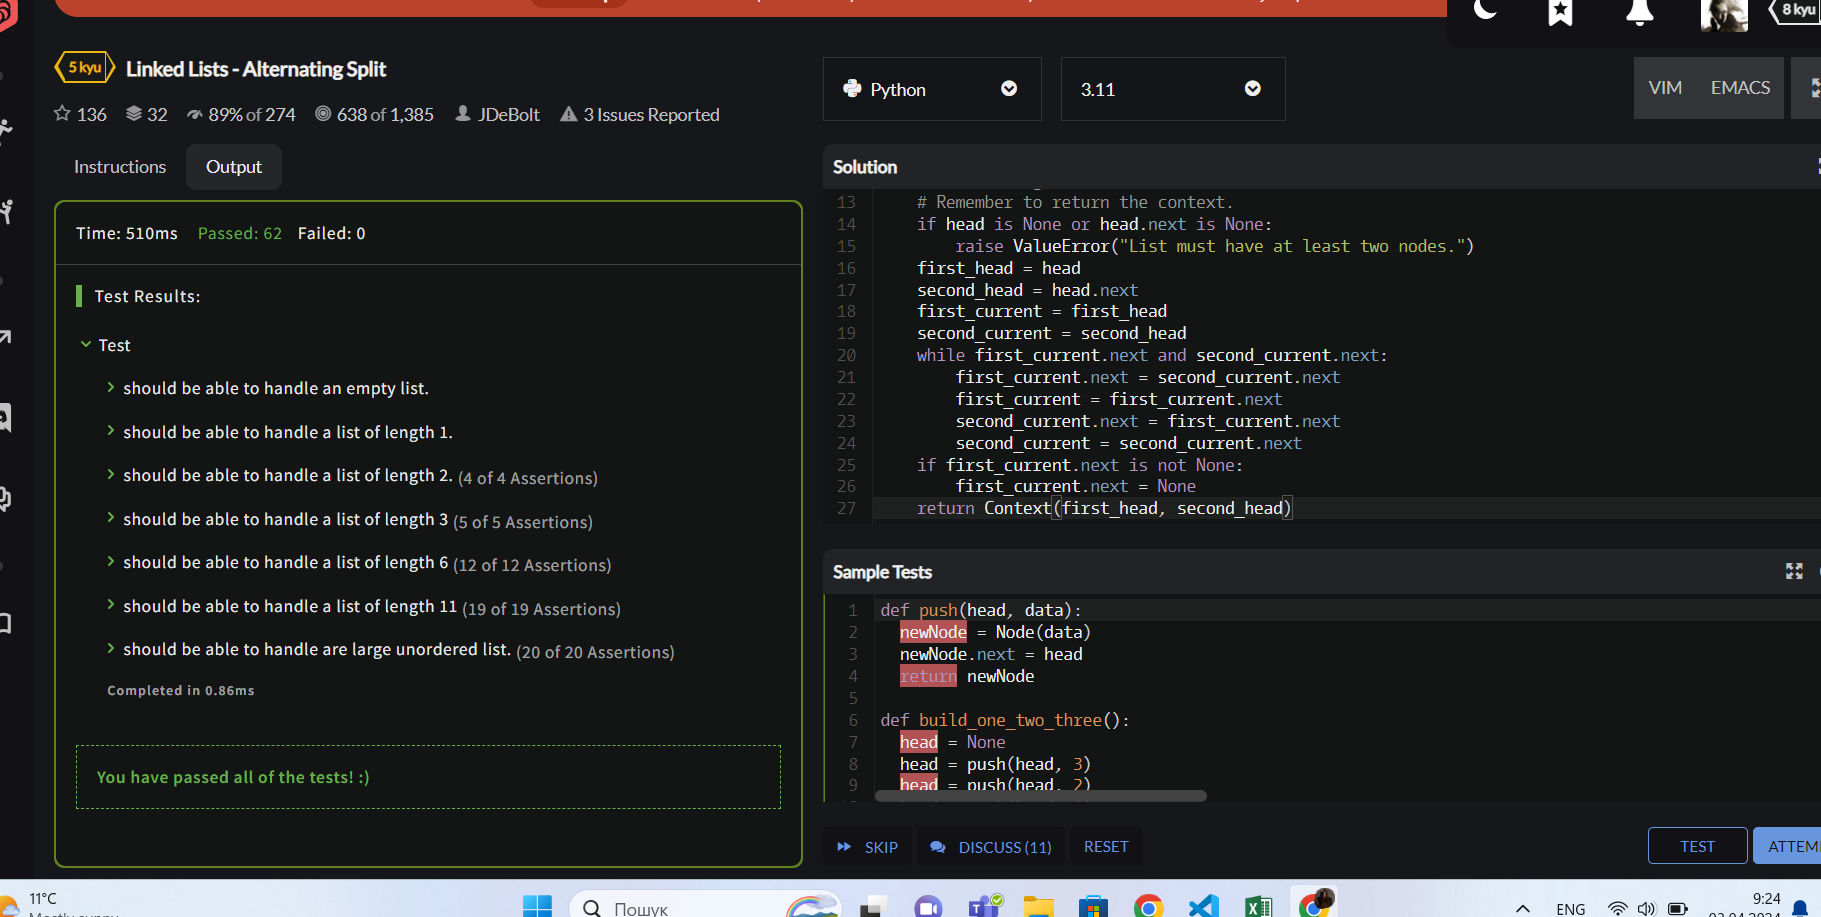 8 kyu
5 kyu Linked Lists - Alternating Split
136 32 89% of 274 638 of 1,385 JDeBolt 3 Issues Reported
Instructions Output
Time: 510ms Passed: 62 Failed: 0
Test Results:
Test
should be able to handle an empty list.
should be able to handle a list of length 1.
should be able to handle a list of length 2. (4 of 4 Assertions)
should be able to handle a list of length 3 (5 of 5 Assertions)
should be able to handle a list of length 6 (12 of 12 Assertions)
should be able to handle a list of length 11 (19 of 19 Assertions)
should be able to handle are large unordered list. (20 of 20 Assertions)
Completed in 0.86ms
You have passed all of the tests! :)
Python 3.11 VIM EMACS
Solution
13 # Remember to return the context.
14 if head is None or head.next is None:
15 raise ValueError("List must have at least two nodes.")
16 first_head = head
17 second_head = head.next
18 first_current = first_head
19 second_current = second_head
20 while first_current.next and second_current.next:
21 first_current.next = second_current.next
22 first_current = first_current.next
23 second_current.next = first_current.next
24 second_current = second_current.next
25 if first_current.next is not None:
26 first_current.next = None
27 return Context(first_head, second_head)
Sample Tests
1 def push(head, data):
2 newNode = Node(data)
3 newNode.next = head
4 return newNode
5
6 def build_one_two_three():
7 head = None
8 head = push(head, 3)
9 head = push(head, 2)
SKIP DISCUSS (11) RESET TEST ATTEM
11°C
Mostly sunny
Пошук
ENG
9:24